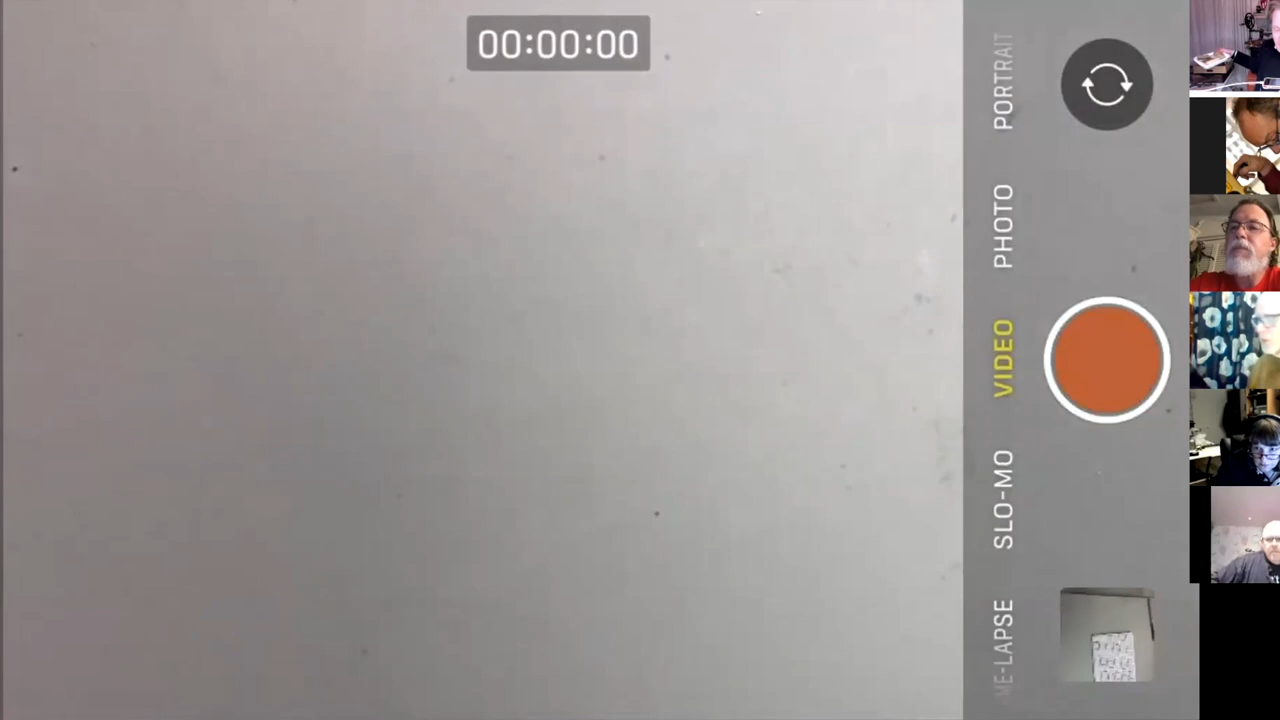 00:00:00
PORTRAIT
PHOTO
VIDEO
SLO-MO
ME-LAPSE